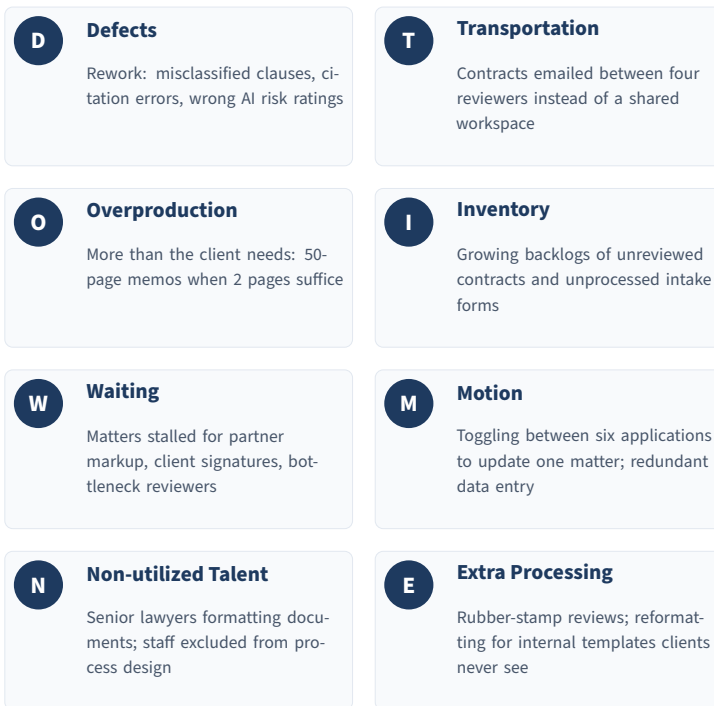 D
Defects
Rework: misclassified clauses, ci-
tation errors, wrong AI risk ratings
T
Transportation
Contracts emailed between four
reviewers instead of a shared
workspace
O
Overproduction
More than the client needs: 50-
page memos when 2 pages suffice
I
Inventory
Growing backlogs of unreviewed
contracts and unprocessed intake
forms
W
Waiting
Matters stalled for partner
markup, client signatures, bot-
tleneck reviewers
M
Motion
Toggling between six applications
to update one matter; redundant
data entry
N
Non-utilized Talent
Senior lawyers formatting docu-
ments; staff excluded from pro-
cess design
E
Extra Processing
Rubber-stamp reviews; reformat-
ting for internal templates clients
never see